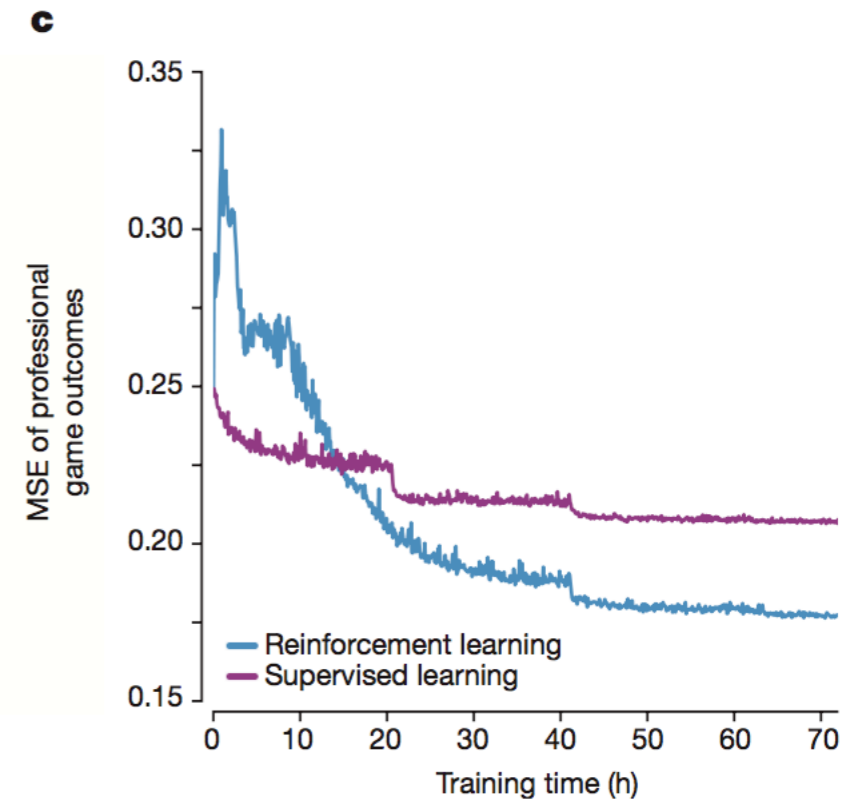 c
0.35
0.30
0.25
0.20
0.15
MSE of professional
game outcomes
Reinforcement learning
Supervised learning
0 10 20 30 40 50 60 70
Training time (h)